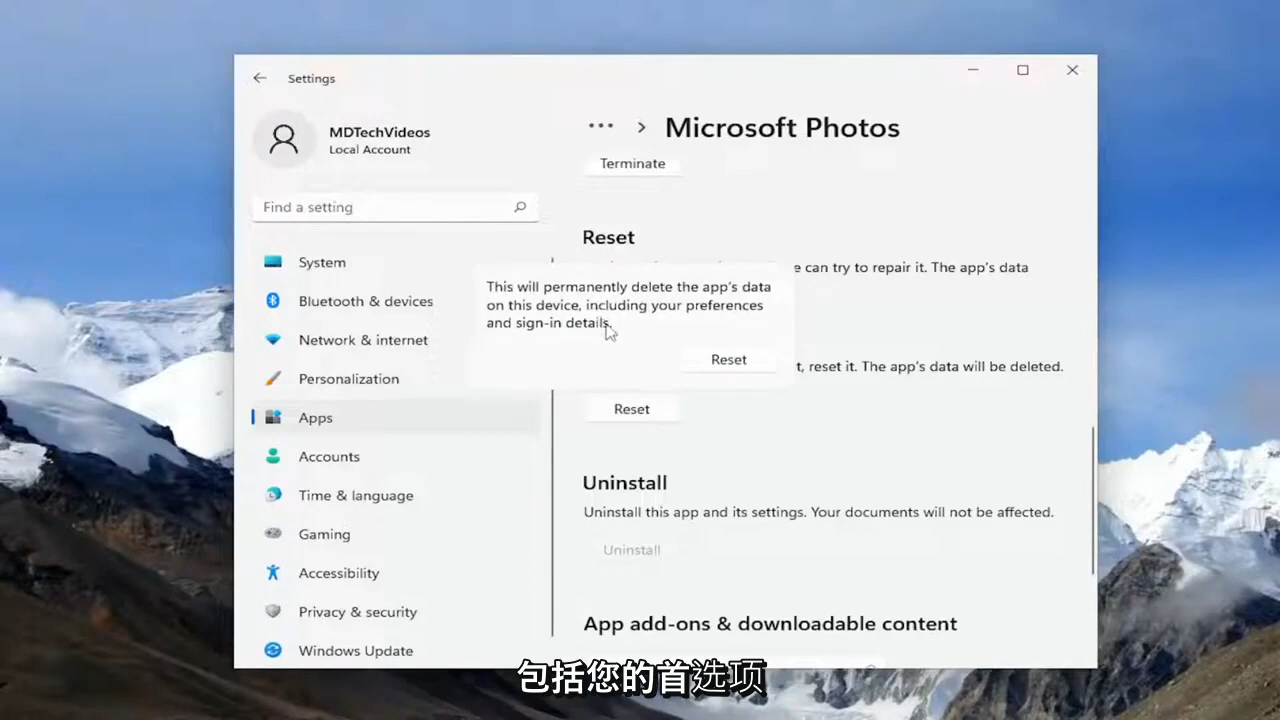 Settings
MDTechVideos
Local Account
Find a setting
System
Bluetooth & devices
Network & internet
Personalization
Apps
Accounts
Time & language
Gaming
Accessibility
Privacy & security
Windows Update
··· > Microsoft Photos
Terminate
Reset
e can try to repair it. The app's data
This will permanently delete the app's data
on this device, including your preferences
and sign-in details.
Reset
t, reset it. The app's data will be deleted.
Reset
Uninstall
Uninstall this app and its settings. Your documents will not be affected.
Uninstall
App add-ons & downloadable content
包括您的首选项